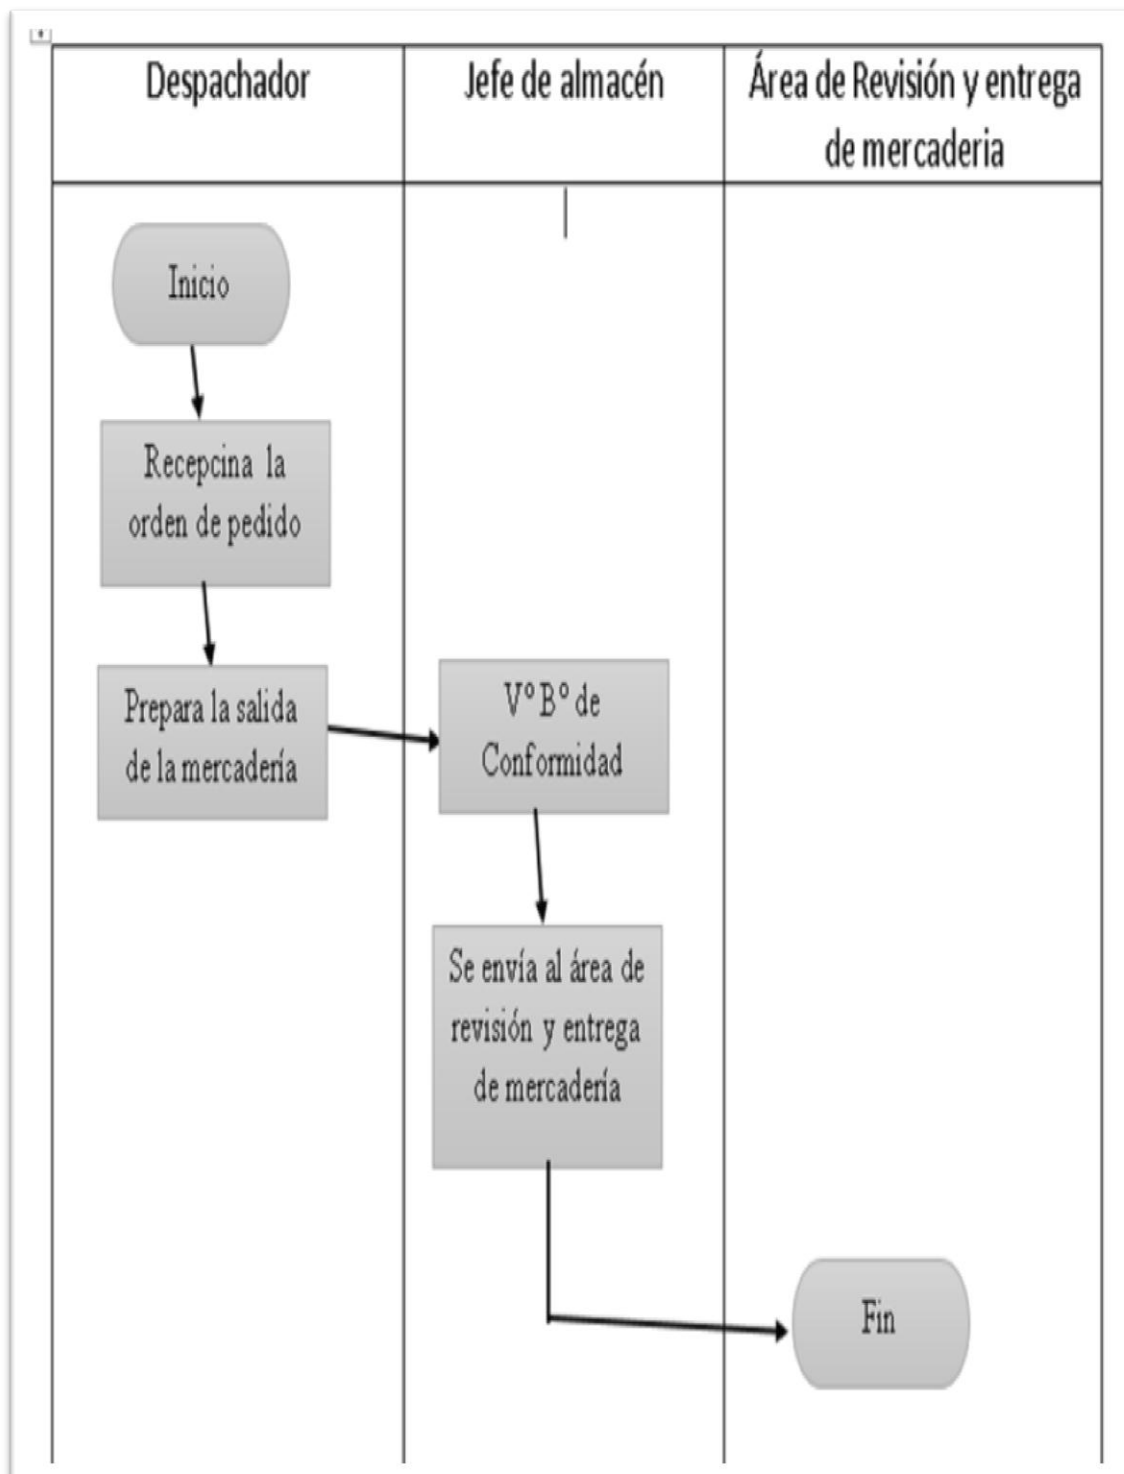 Despachador
Jefe de almacén
Área de Revisión y entrega
de mercaderia
Inicio
Recepcina la
orden de pedido
Prepara la salida
de la mercadería
V° B° de
Conformidad
Se envía al área de
revisión y entrega
de mercadería
Fin